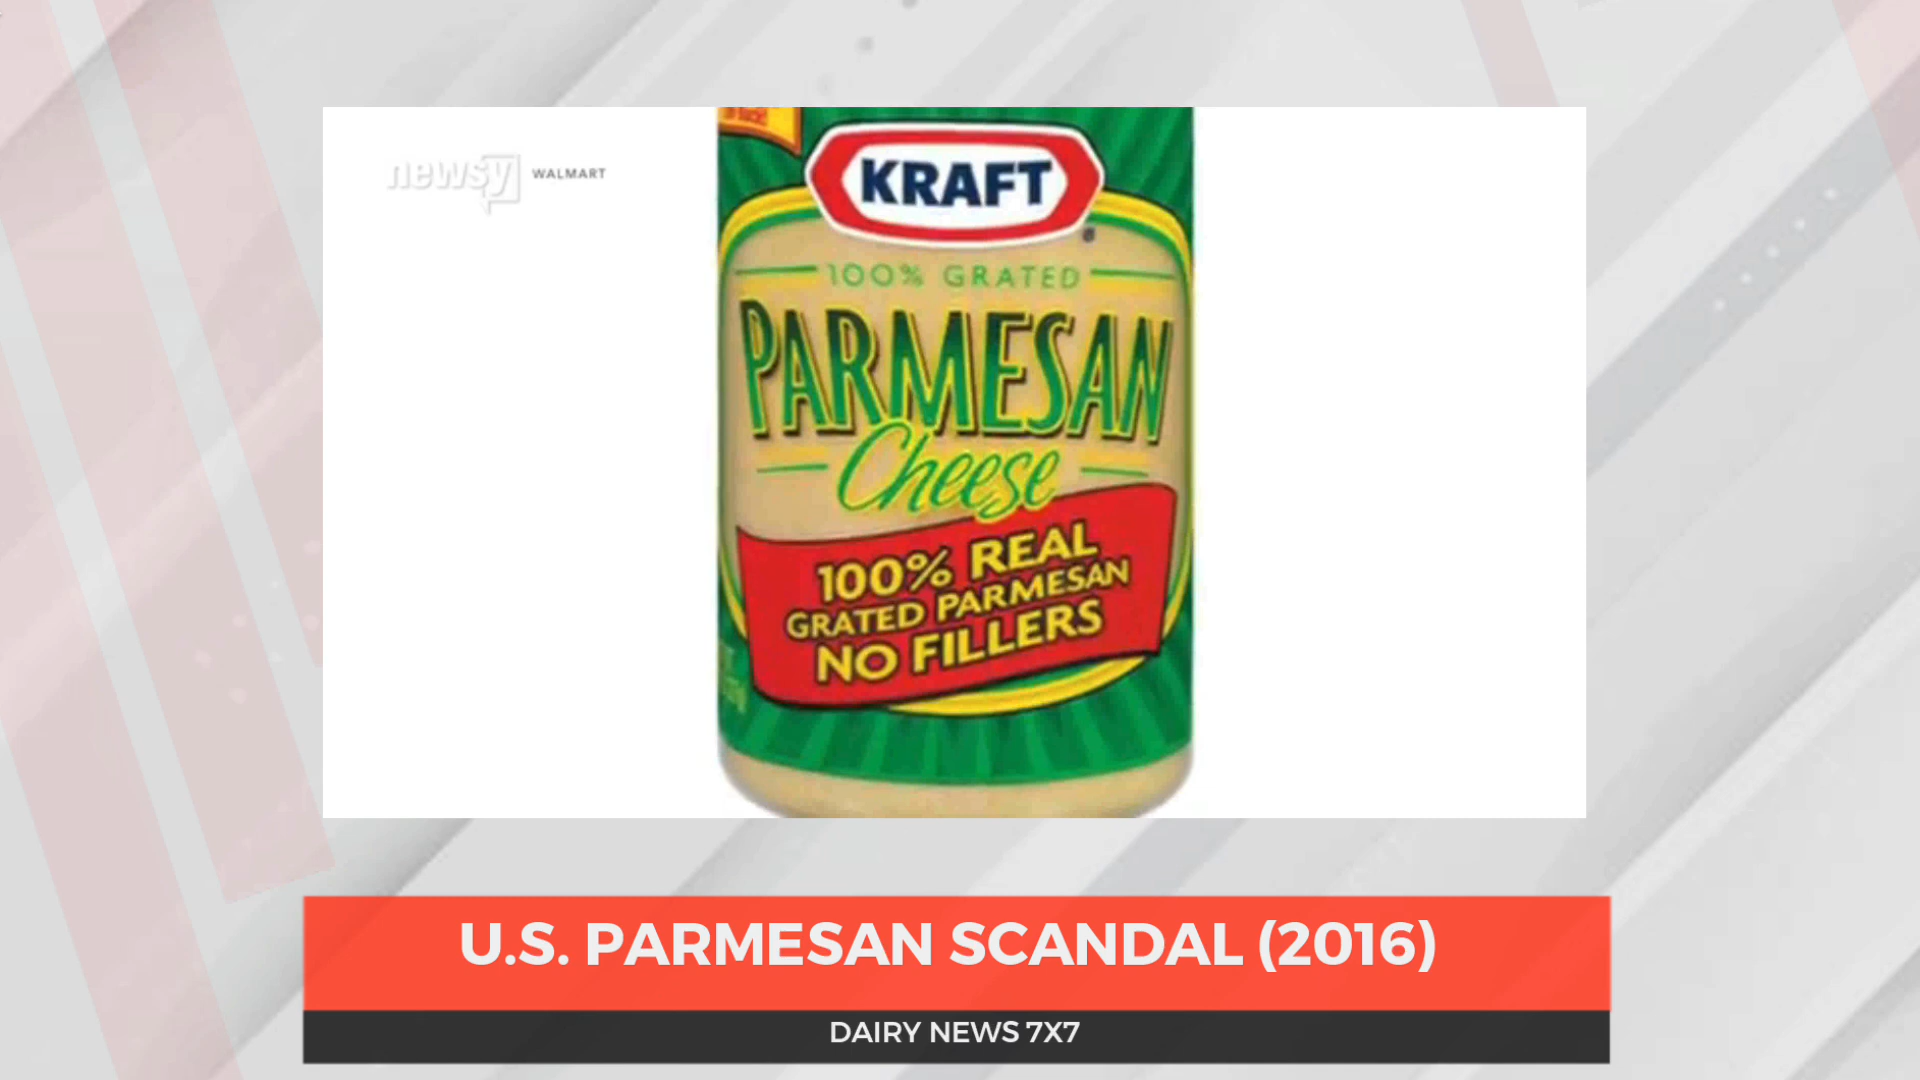 newsy WALMART
KRAFT
100% GRATED
PARMESAN
Cheese
100% REAL
GRATED PARMESAN
NO FILLERS
U.S. PARMESAN SCANDAL (2016)
DAIRY NEWS 7X7